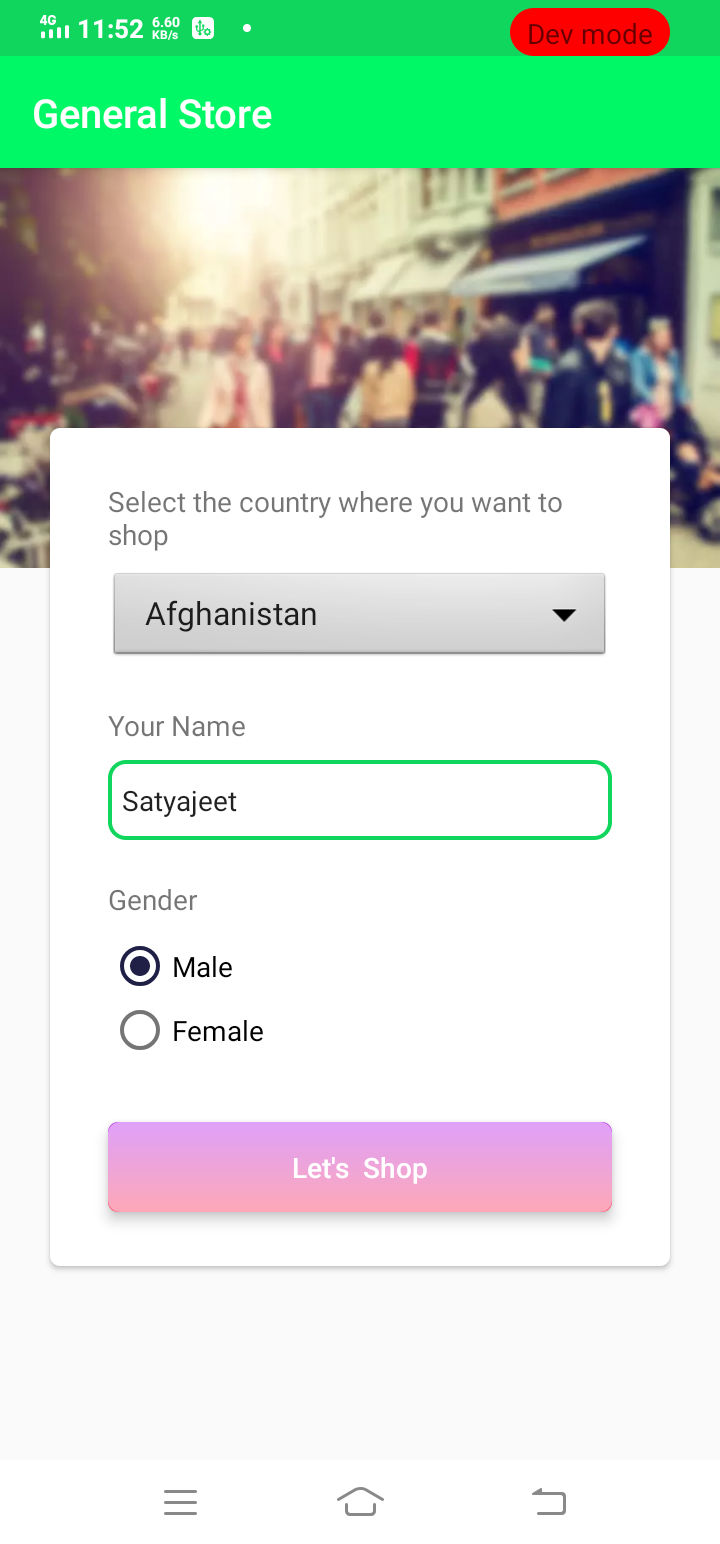 4G 11:52 6.60 KB/s
Dev mode
General Store
Select the country where you want to
shop
Afghanistan
Your Name
Satyajeet
Gender
Male
Female
Let's Shop